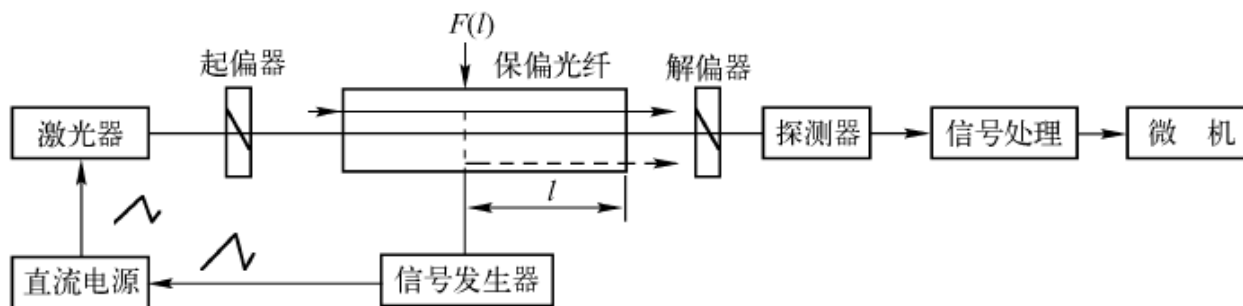 F(l)
起偏器
保偏光纤
解偏器
激光器
探测器
信号处理
微 机
l
直流电源
信号发生器